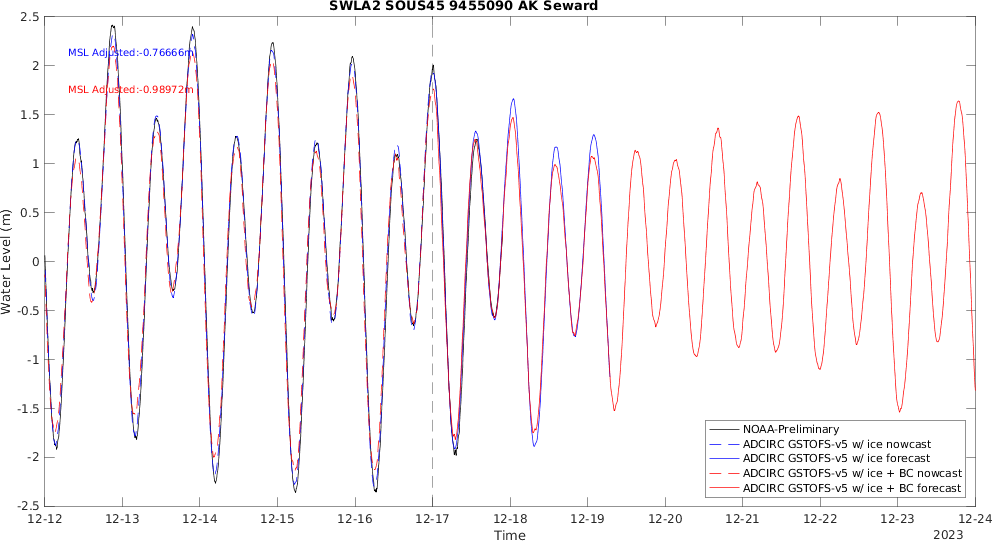 SWLA2 SOUS45 9455090 AK Seward
2.5
2
1.5
1
0.5
0
-0.5
-1
-1.5
-2
-2.5
Water Level (m)
MSL Adjusted:-0.76666m
MSL Adjusted:-0.98972m
NOAA-Preliminary
ADCIRC GSTOFS-v5 w/ ice nowcast
ADCIRC GSTOFS-v5 w/ ice forecast
ADCIRC GSTOFS-v5 w/ ice + BC nowcast
ADCIRC GSTOFS-v5 w/ ice + BC forecast
12-12 12-13 12-14 12-15 12-16 12-17 12-18 12-19 12-20 12-21 12-22 12-23 12-24
Time
2023